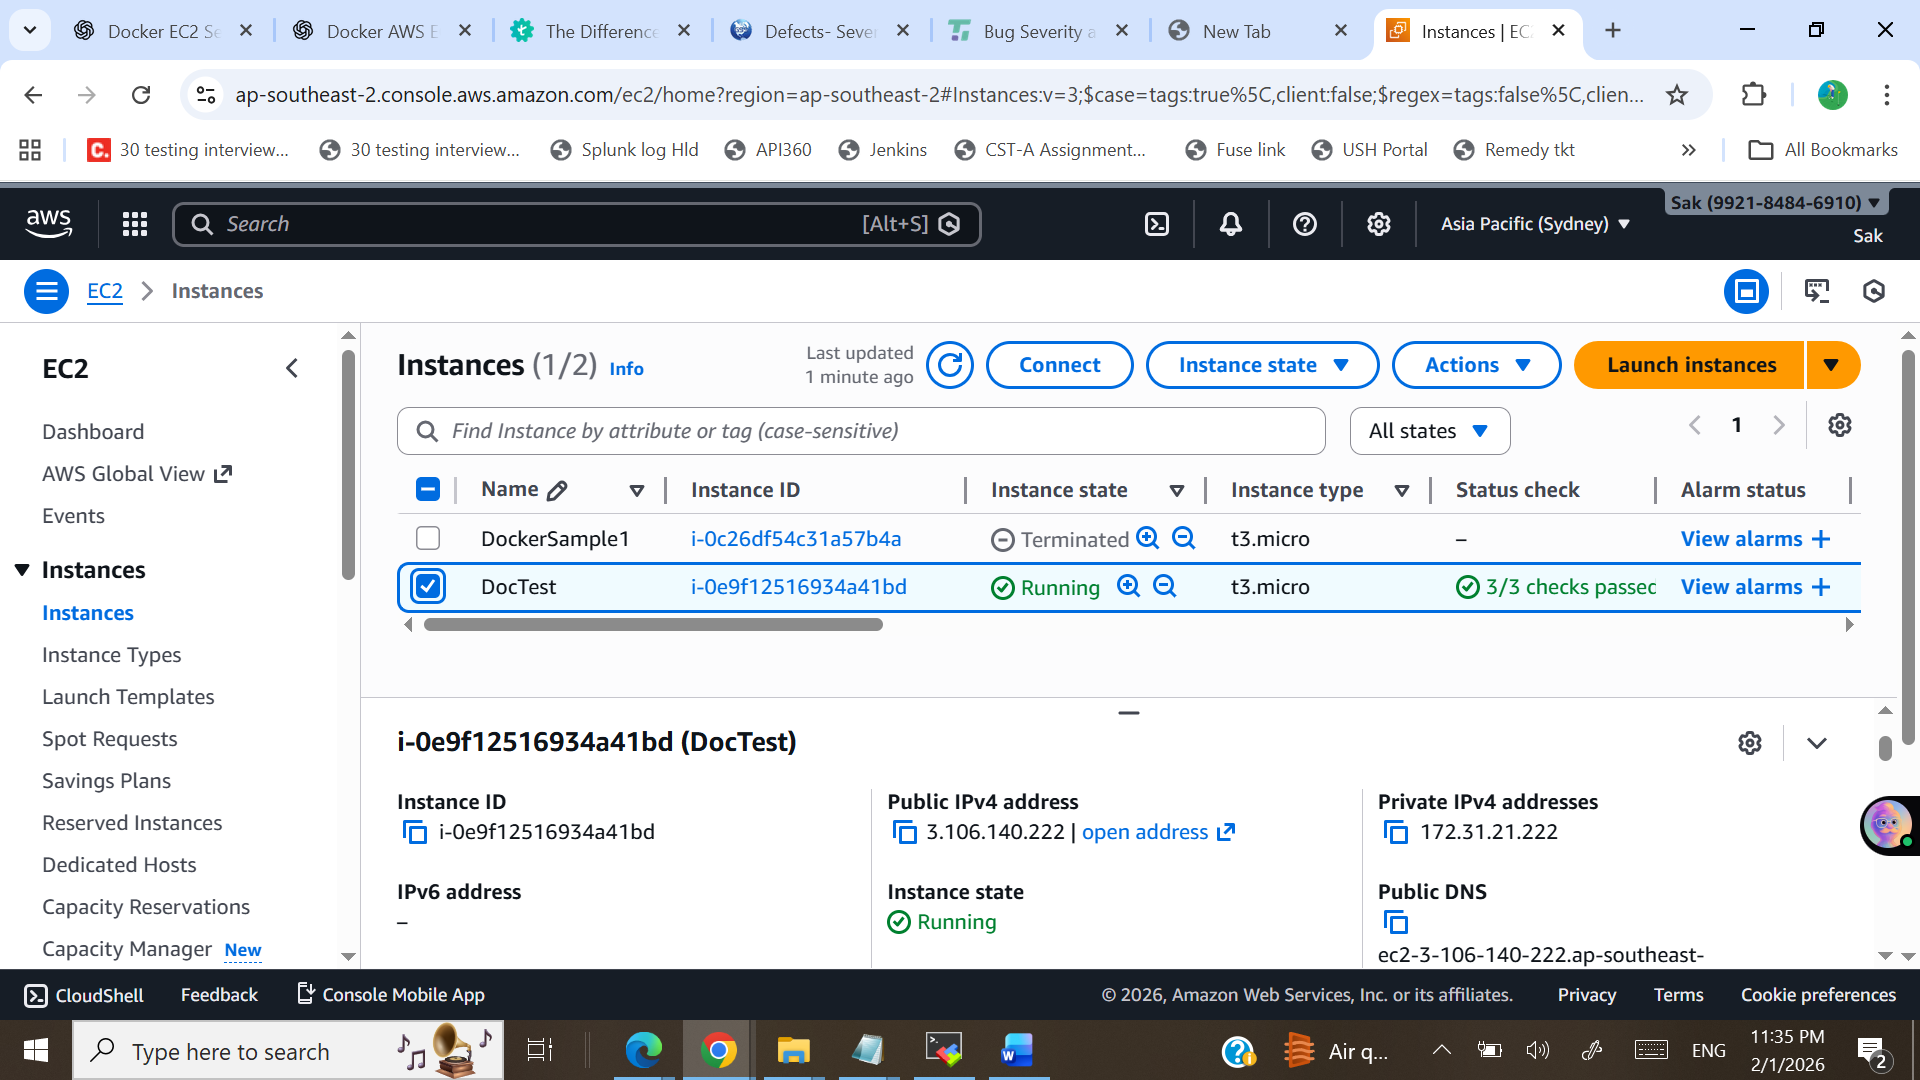 Docker EC2 Se
Docker AWS E
The Difference
Defects- Sever
Bug Severity a
New Tab
Instances | EC
ap-southeast-2.console.aws.amazon.com/ec2/home?region=ap-southeast-2#Instances:v=3;$case=tags:true%5C,client:false;$regex=tags:false%5C,clien...
30 testing interview...
30 testing interview...
Splunk log Hld
API360
Jenkins
CST-A Assignment...
Fuse link
USH Portal
Remedy tkt
All Bookmarks
aws
Search
[Alt+S]
Asia Pacific (Sydney)
Sak (9921-8484-6910)
Sak
EC2
Instances
EC2
Dashboard
AWS Global View
Events
Instances
Instances
Instance Types
Launch Templates
Spot Requests
Savings Plans
Reserved Instances
Dedicated Hosts
Capacity Reservations
Capacity Manager New
Instances (1/2) Info
Last updated
1 minute ago
Connect
Instance state
Actions
Launch instances
Find Instance by attribute or tag (case-sensitive)
All states
1
Name Instance ID Instance state Instance type Status check Alarm status
DockerSample1 i-0c26df54c31a57b4a Terminated t3.micro – View alarms +
DocTest i-0e9f12516934a41bd Running t3.micro 3/3 checks passec View alarms +
i-0e9f12516934a41bd (DocTest)
Instance ID
i-0e9f12516934a41bd
Public IPv4 address
3.106.140.222 | open address
Private IPv4 addresses
172.31.21.222
IPv6 address
–
Instance state
Running
Public DNS
ec2-3-106-140-222.ap-southeast-
CloudShell
Feedback
Console Mobile App
© 2026, Amazon Web Services, Inc. or its affiliates.
Privacy
Terms
Cookie preferences
Type here to search
Air q...
ENG
11:35 PM
2/1/2026
2